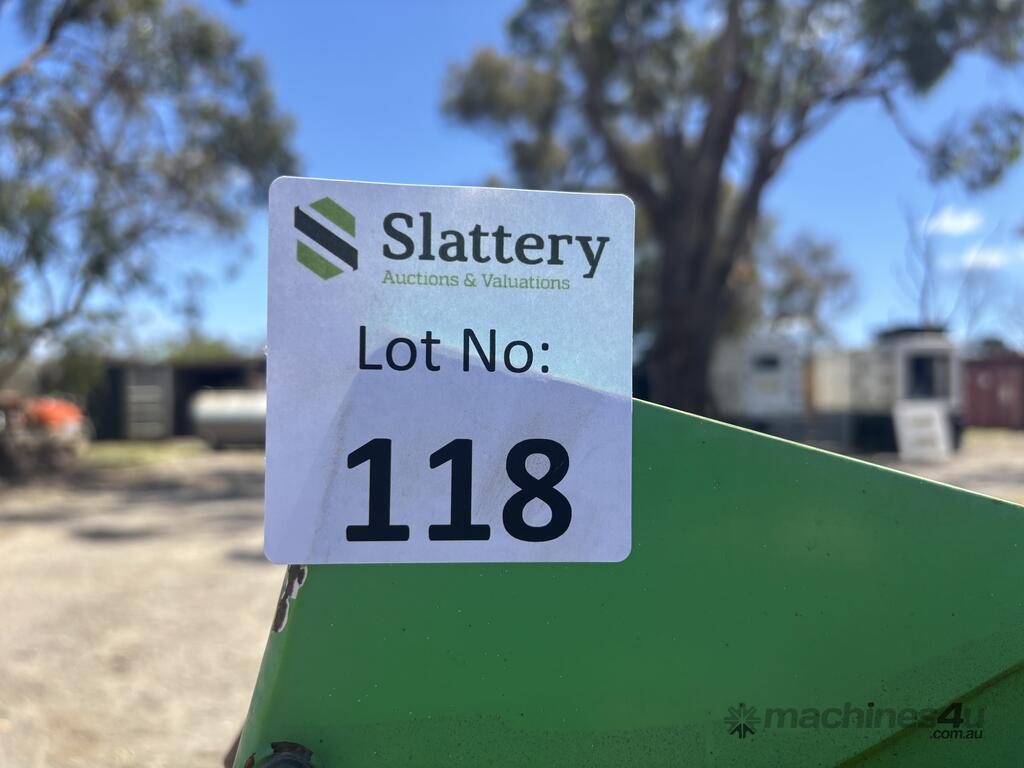 Slattery
Auctions & Valuations
Lot No:
118
machines4u
.com.au